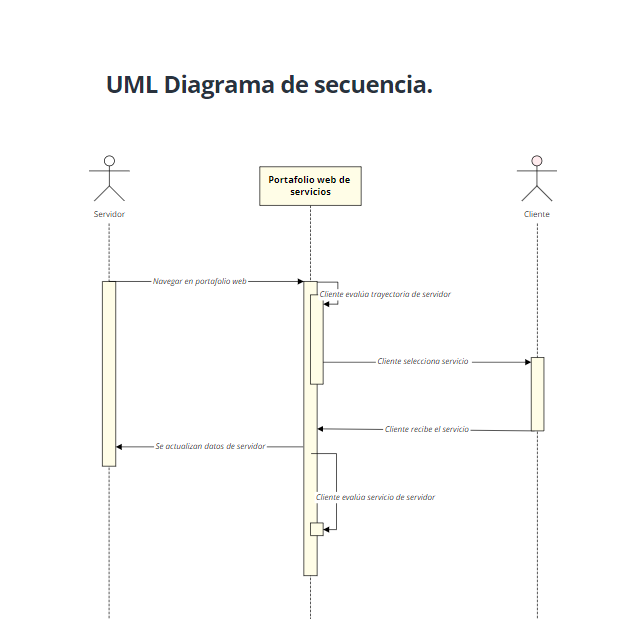 UML Diagrama de secuencia.
Portafolio web de
servicios
Servidor
Cliente
Navegar en portafolio web
Cliente evalúa trayectoria de servidor
Cliente selecciona servicio
Cliente recibe el servicio
Se actualizan datos de servidor
Cliente evalúa servicio de servidor